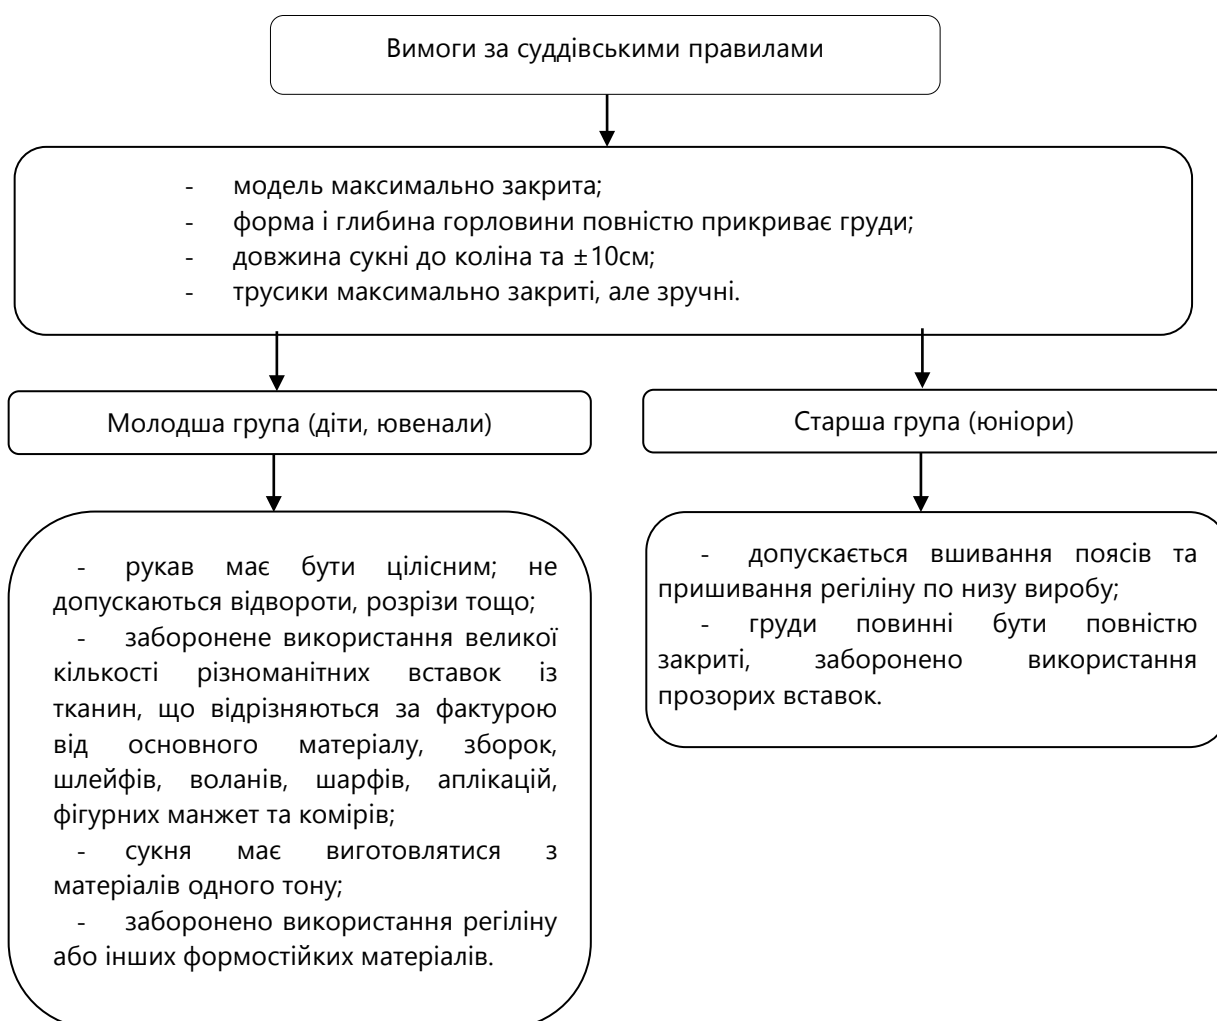 Вимоги за суддівськими правилами
- модель максимально закрита;
- форма і глибина горловини повністю прикриває груди;
- довжина сукні до коліна та ±10см;
- трусики максимально закриті, але зручні.
Молодша група (діти, ювенали)
Старша група (юніори)
- рукав має бути цілісним; не
допускаються відвороти, розрізи тощо;
- заборонене використання великої
кількості різноманітних вставок із
тканин, що відрізняються за фактурою
від основного матеріалу, зборок,
шлейфів, воланів, шарфів, аплікацій,
фігурних манжет та комірів;
- сукня має виготовлятися з
матеріалів одного тону;
- заборонено використання регіліну
або інших формостійких матеріалів.
- допускається вшивання поясів та
пришивання регіліну по низу виробу;
- груди повинні бути повністю
закриті, заборонено використання
прозорих вставок.